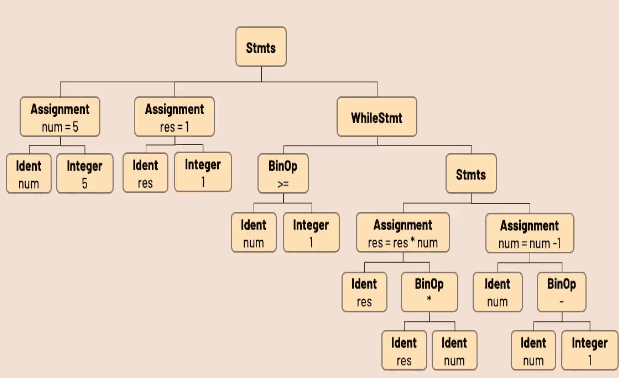 Stmts
Assignment
num = 5
Assignment
res = 1
WhileStmt
Ident
num
Integer
5
Ident
res
Integer
1
BinOp
>=
Stmts
Ident
num
Integer
1
Assignment
res = res * num
Assignment
num = num -1
Ident
res
BinOp
*
Ident
num
BinOp
-
Ident
res
Ident
num
Ident
num
Integer
1